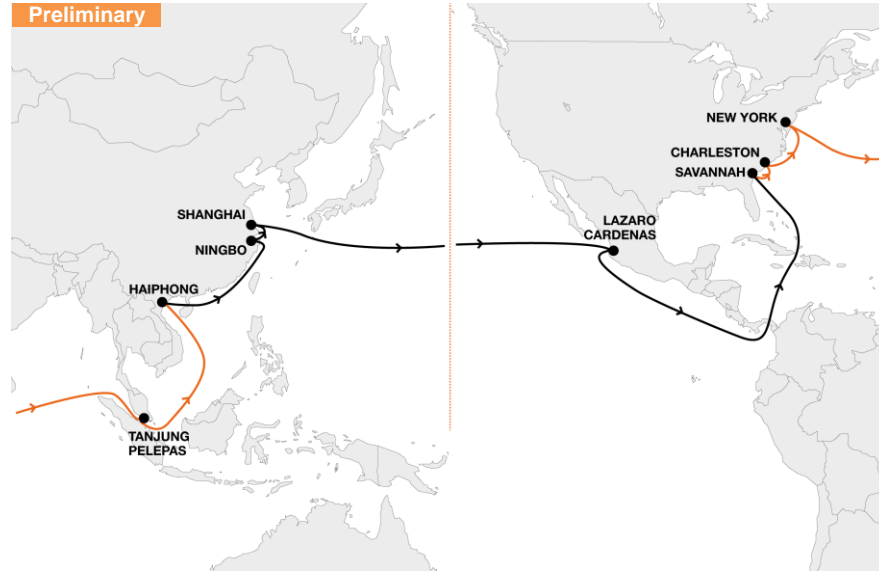 Preliminary
NEW YORK
CHARLESTON
SAVANNAH
SHANGHAI
LAZARO
CARDENAS
NINGBO
HAIPHONG
TANJUNG
PELEPAS